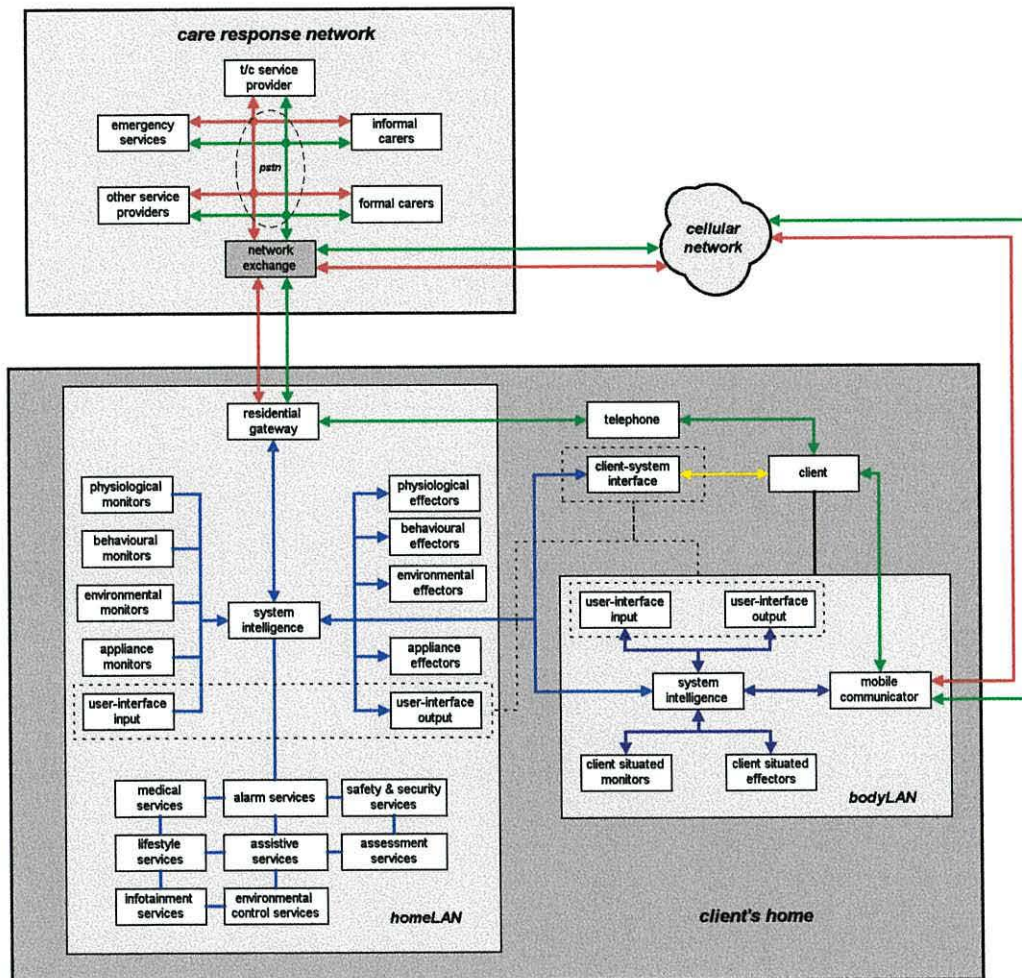 care response network
t/c service
provider
emergency
services
informal
carers
pstn
other service
providers
formal carers
network
exchange
cellular
network
residential
gateway
telephone
client-system
interface
client
physiological
monitors
physiological
effectors
behavioural
monitors
behavioural
effectors
environmental
monitors
environmental
effectors
system
intelligence
appliance
monitors
appliance
effectors
user-interface
input
user-interface
output
user-interface
input
user-interface
output
system
intelligence
mobile
communicator
client situated
monitors
client situated
effectors
bodyLAN
medical
services
alarm services
safety & security
services
lifestyle
services
assistive
services
assessment
services
infotainment
services
environmental
control services
homeLAN
client's home